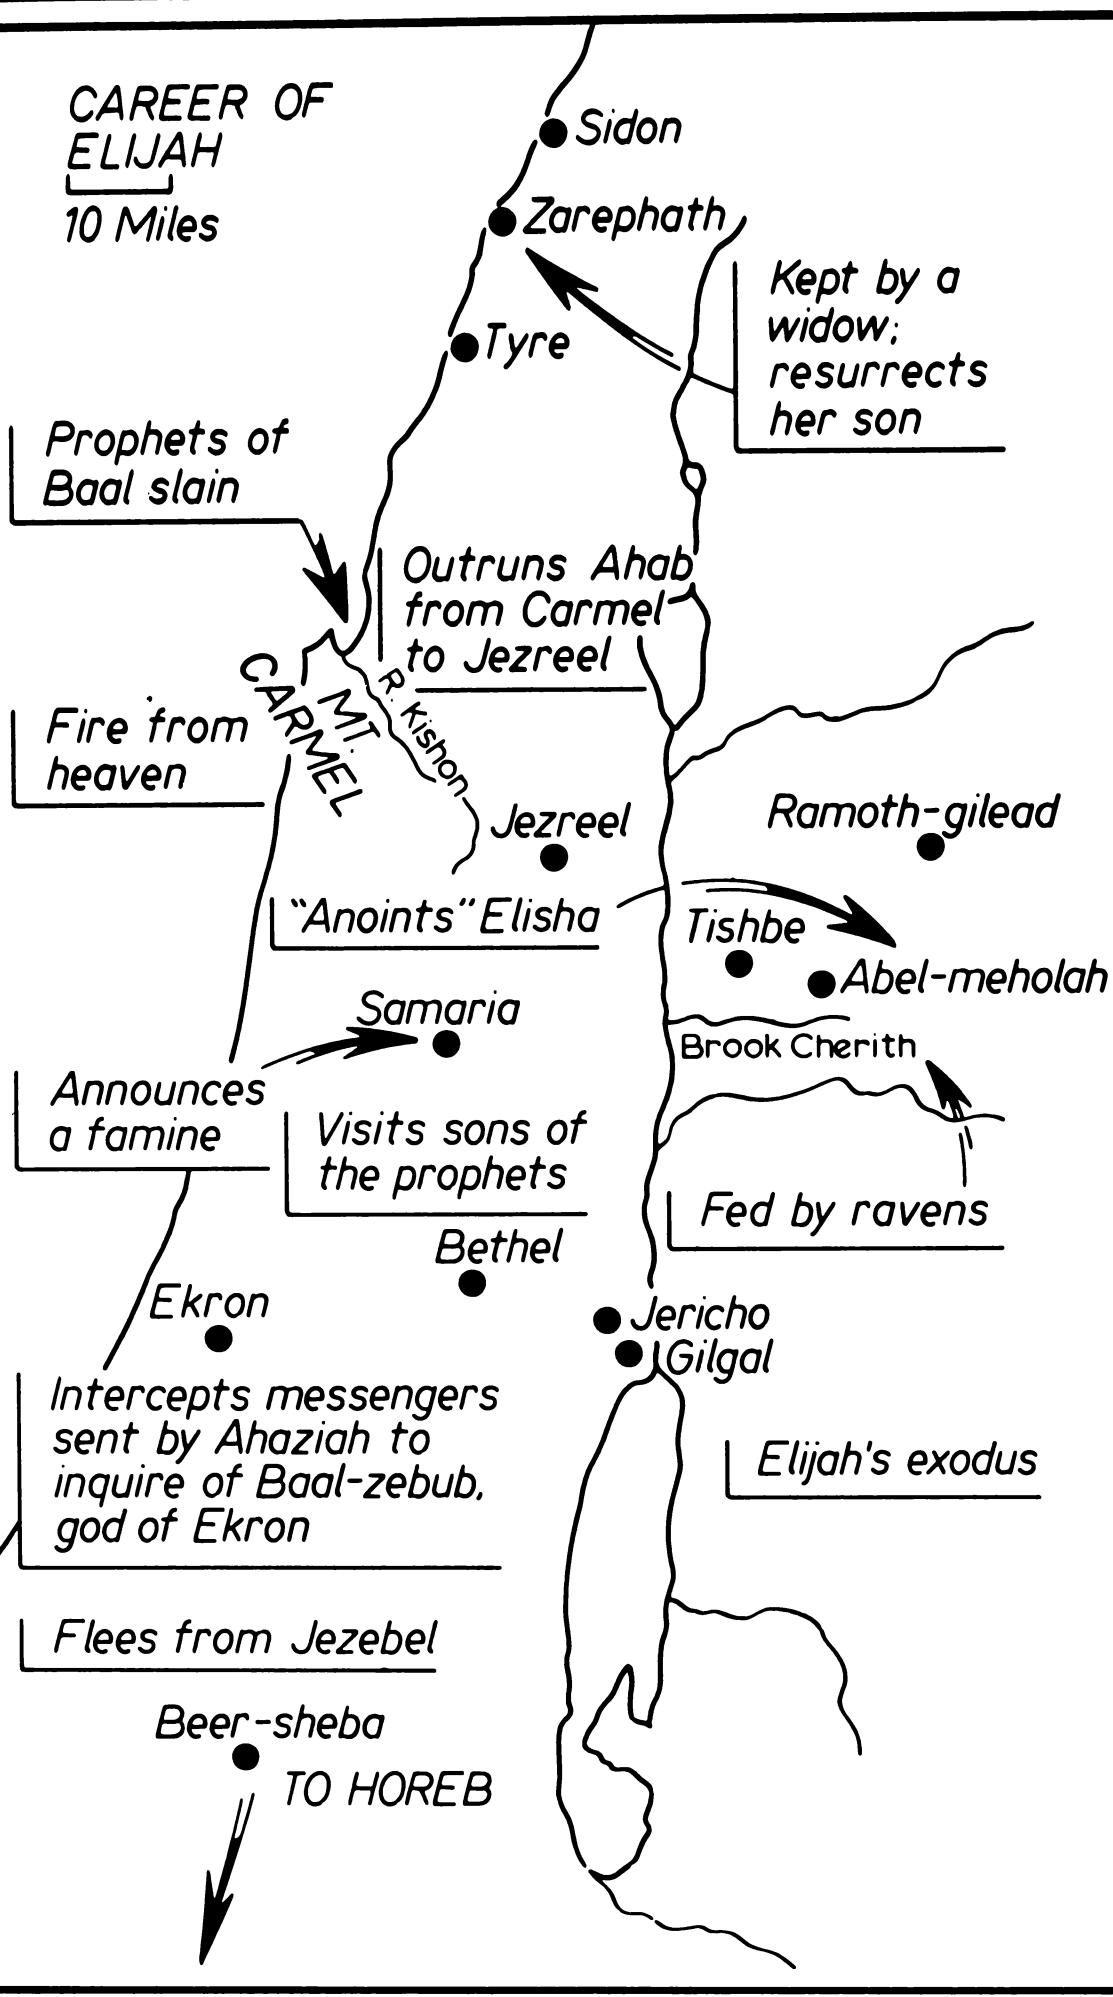 CAREER OF
ELIJAH
10 Miles
Sidon
Zarephath
Kept by a
widow;
resurrects
her son
Tyre
Prophets of
Baal slain
Outruns Ahab
from Carmel
to Jezreel
MT.
CARMEL
R. Kishon
Fire from
heaven
Jezreel
Ramoth-gilead
"Anoints" Elisha
Tishbe
Abel-meholah
Samaria
Brook Cherith
Announces
a famine
Visits sons of
the prophets
Fed by ravens
Bethel
Ekron
Jericho
Gilgal
Intercepts messengers
sent by Ahaziah to
inquire of Baal-zebub,
god of Ekron
Elijah's exodus
Flees from Jezebel
Beer-sheba
TO HOREB